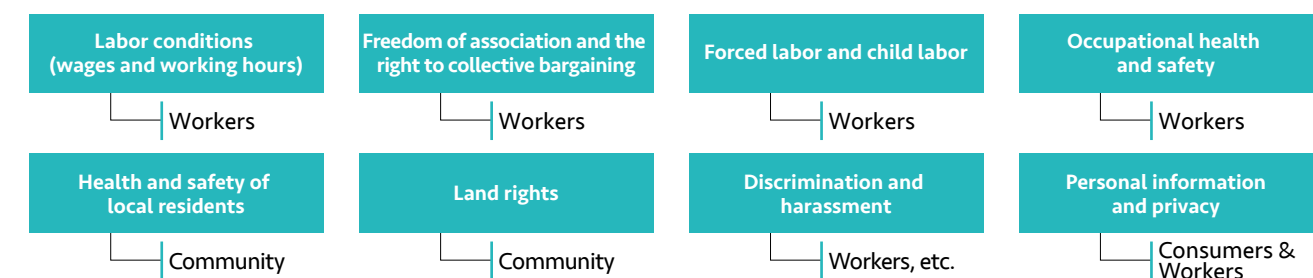 Labor conditions
(wages and working hours)
Workers
Freedom of association and the
right to collective bargaining
Workers
Forced labor and child labor
Workers
Occupational health
and safety
Workers
Health and safety of
local residents
Community
Land rights
Community
Discrimination and
harassment
Workers, etc.
Personal information
and privacy
Consumers &
Workers